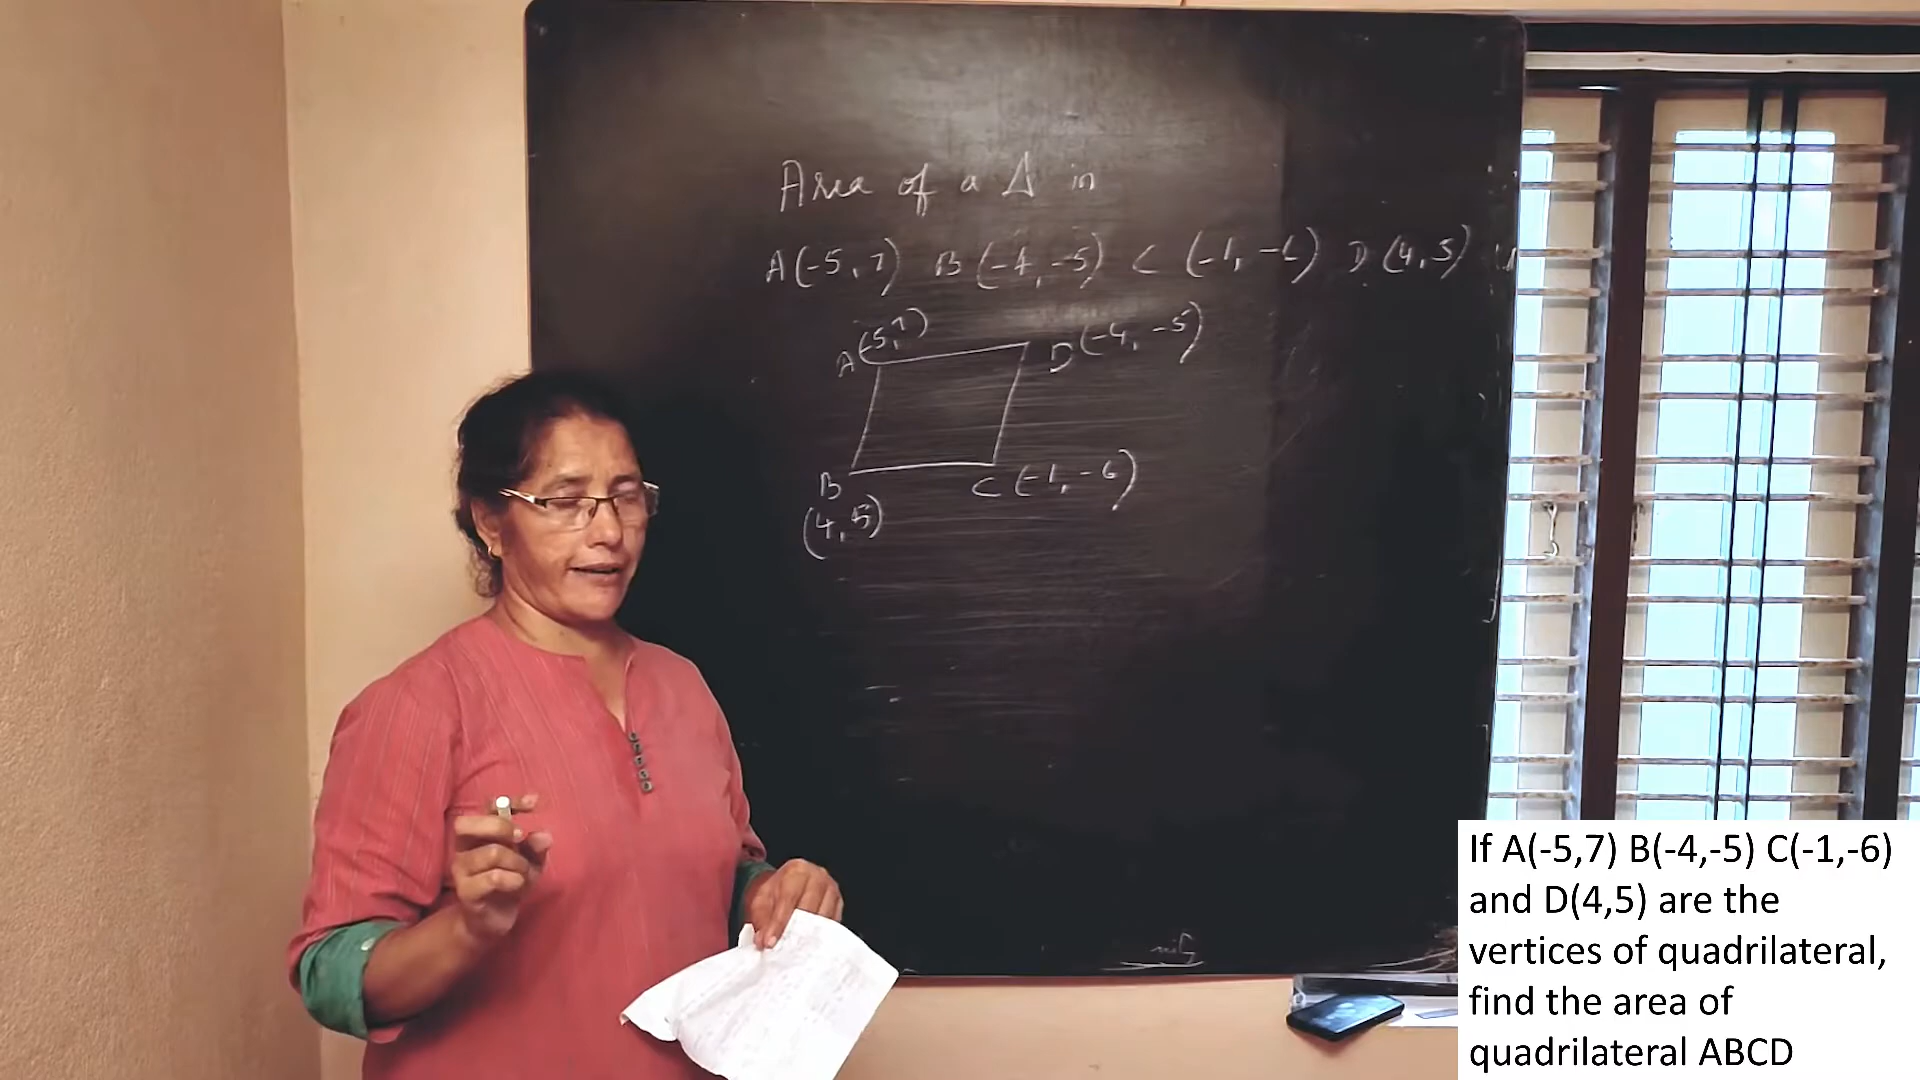 Area of a Δ in
A(-5,7) B(-4,-5) C(-1,-6) D(4,5)
A(-5,7) D(-4,-5)
B C(-1,-6)
(4,5)
If A(-5,7) B(-4,-5) C(-1,-6)
and D(4,5) are the
vertices of quadrilateral,
find the area of
quadrilateral ABCD